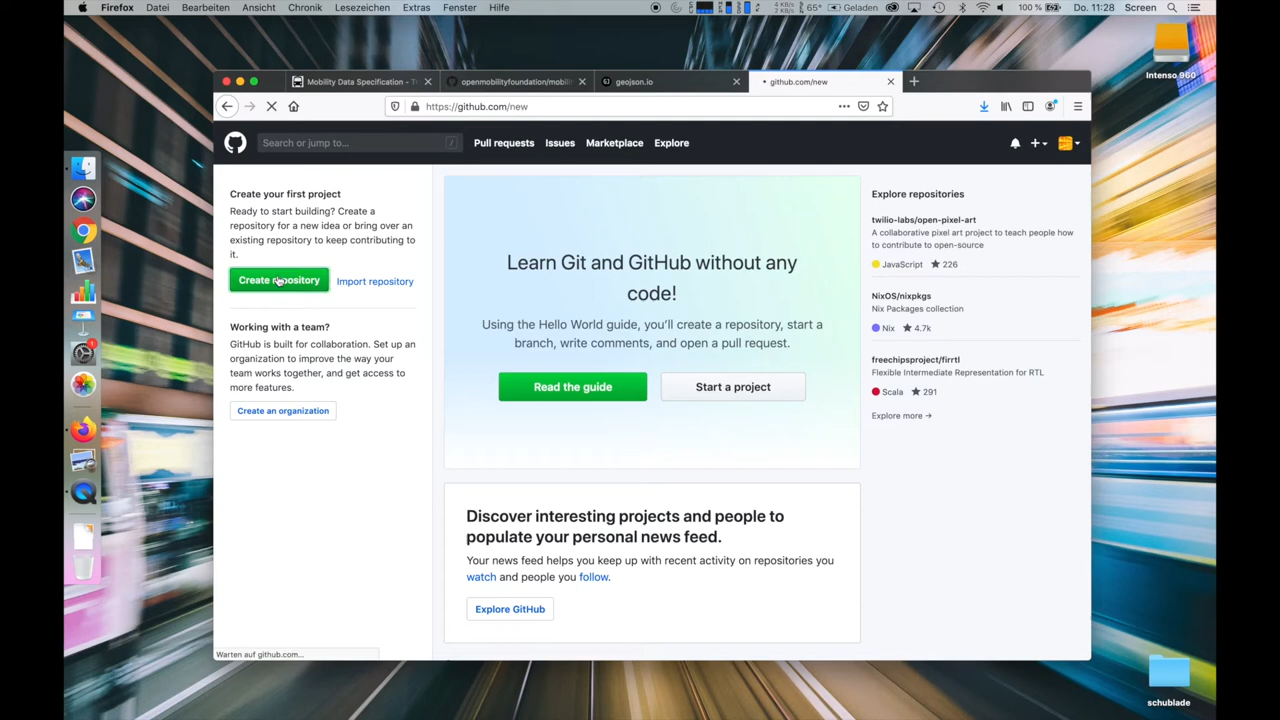 Firefox Datei Bearbeiten Ansicht Chronik Lesezeichen Extras Fenster Hilfe
4 KB/s
2 KB/s
65° Geladen 100 % Do. 11:28 Screen
Intenso 960
Mobility Data Specification -
openmobilityfoundation/mobili
geojson.io
github.com/new
https://github.com/new
Search or jump to... /
Pull requests Issues Marketplace Explore
Create your first project
Ready to start building? Create a
repository for a new idea or bring over an
existing repository to keep contributing to
it.
Create repository Import repository
Working with a team?
GitHub is built for collaboration. Set up an
organization to improve the way your
team works together, and get access to
more features.
Create an organization
Learn Git and GitHub without any
code!
Using the Hello World guide, you’ll create a repository, start a
branch, write comments, and open a pull request.
Read the guide Start a project
Discover interesting projects and people to
populate your personal news feed.
Your news feed helps you keep up with recent activity on repositories you
watch and people you follow.
Explore GitHub
Explore repositories
twilio-labs/open-pixel-art
A collaborative pixel art project to teach people how
to contribute to open-source
JavaScript 226
NixOS/nixpkgs
Nix Packages collection
Nix 4.7k
freechipsproject/firrtl
Flexible Intermediate Representation for RTL
Scala 291
Explore more →
Warten auf github.com...
1
schublade